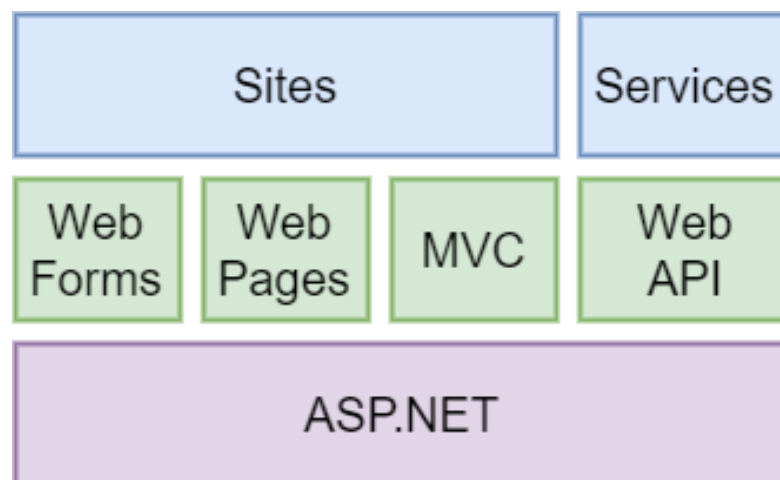 Sites
Services
Web
Forms
Web
Pages
MVC
Web
API
ASP.NET